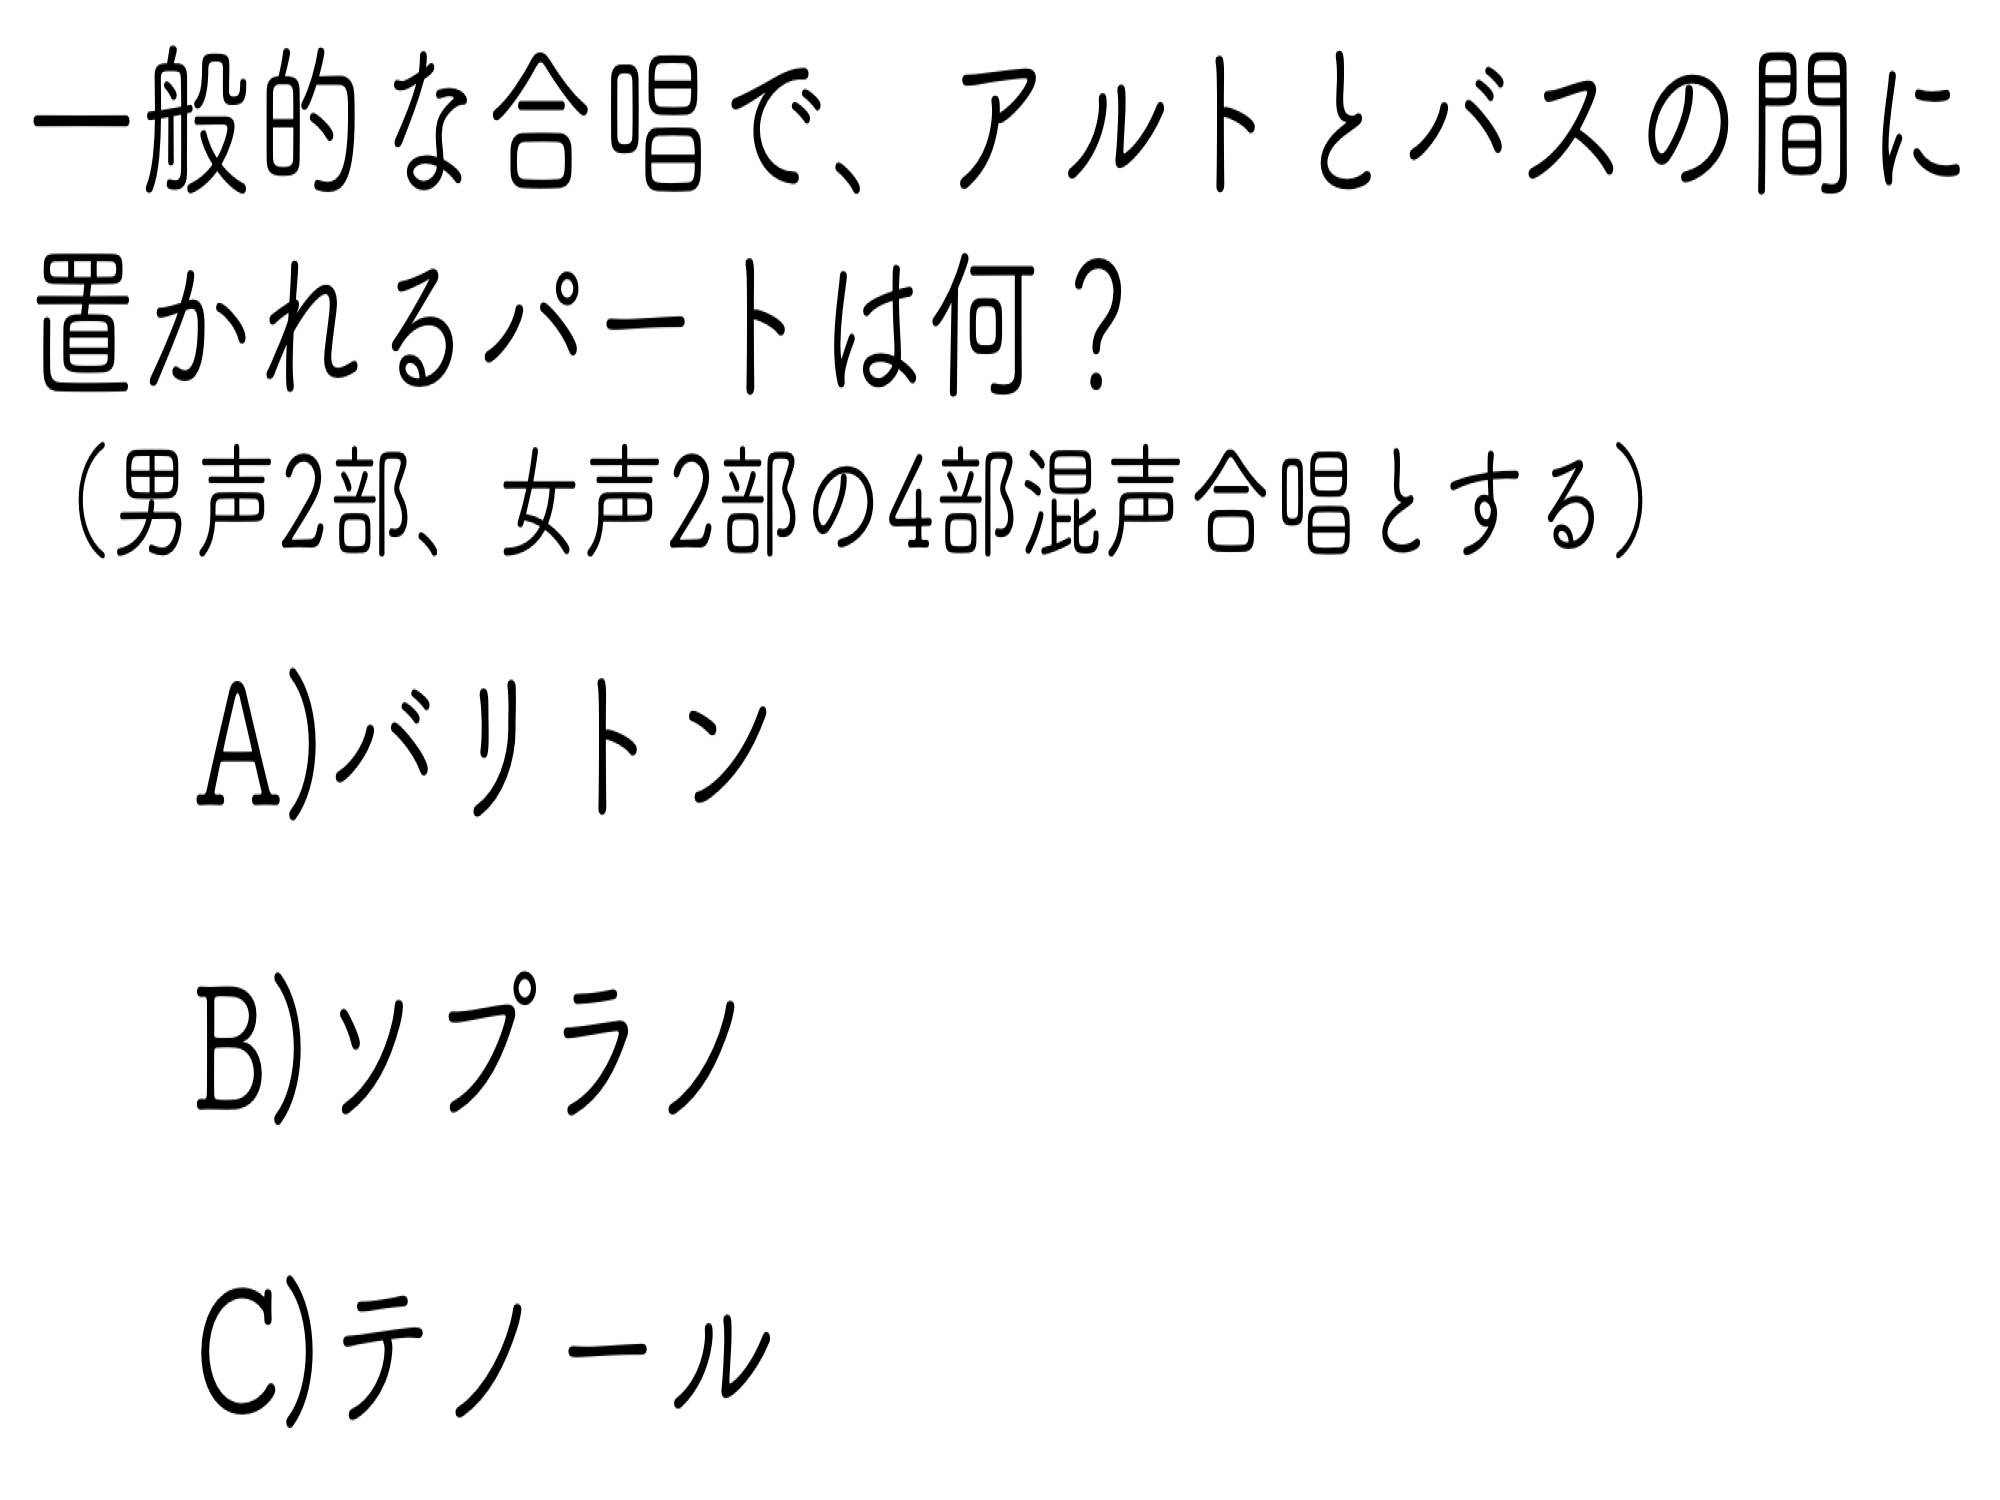 一般的な合唱で、アルトとバスの間に
置かれるパートは何？
（男声2部、女声2部の4部混声合唱とする）
A)バリトン
B)ソプラノ
C)テノール